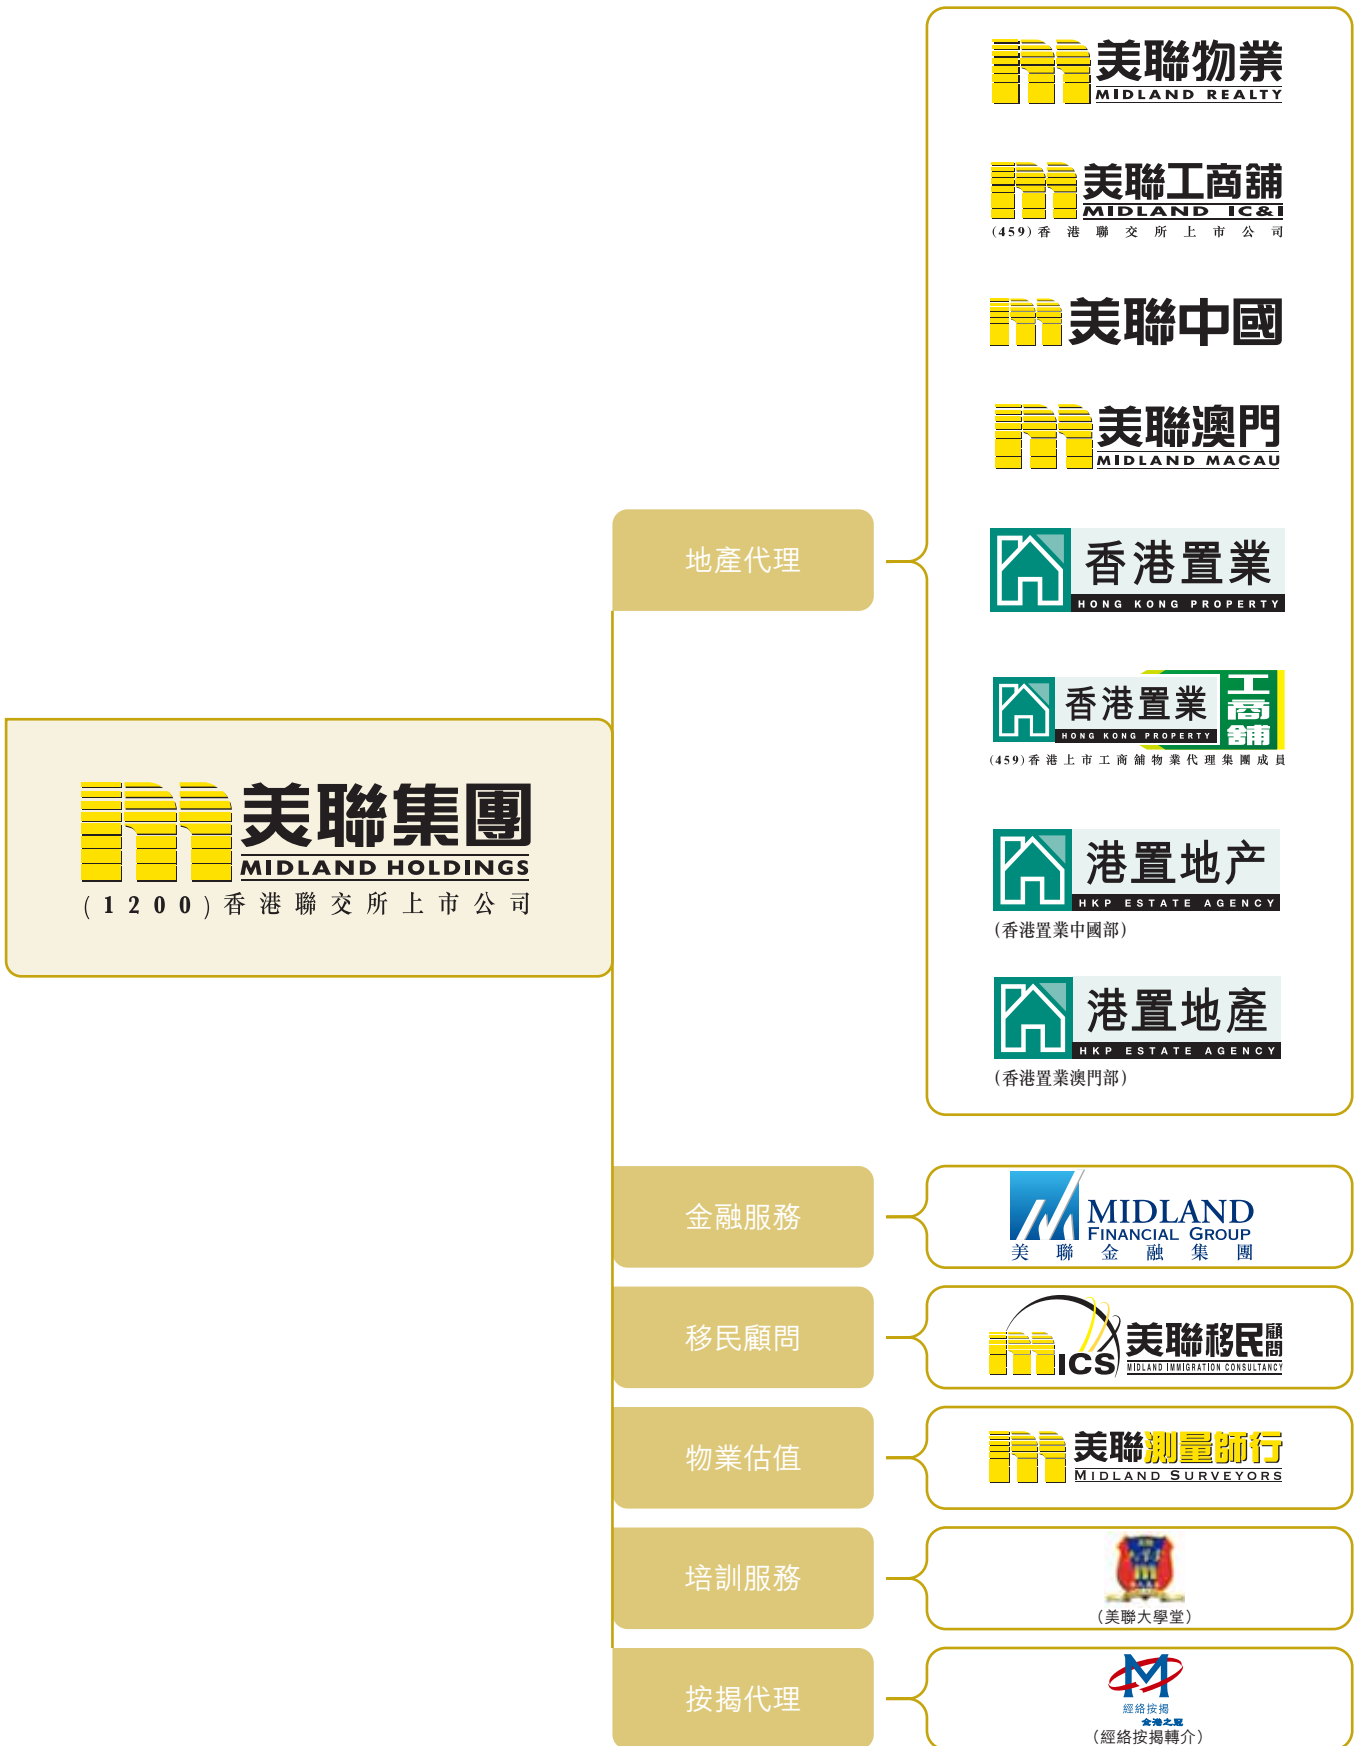 美聯集團
MIDLAND HOLDINGS
(1200)香港聯交所上市公司
地產代理
美聯物業
MIDLAND REALTY
美聯工商舖
MIDLAND IC&I
(459)香港聯交所上市公司
美聯中國
美聯澳門
MIDLAND MACAU
香港置業
HONG KONG PROPERTY
香港置業
HONG KONG PROPERTY
工商舖
(459)香港上市工商舖物業代理集團成員
港置地产
HKP ESTATE AGENCY
(香港置業中國部)
港置地產
HKP ESTATE AGENCY
(香港置業澳門部)
金融服務
MIDLAND
FINANCIAL GROUP
美聯金融集團
移民顧問
mICS
美聯移民顧問
MIDLAND IMMIGRATION CONSULTANCY
物業估值
美聯測量師行
MIDLAND SURVEYORS
培訓服務
(美聯大學堂)
按揭代理
經絡按揭
全港之冠
(經絡按揭轉介)